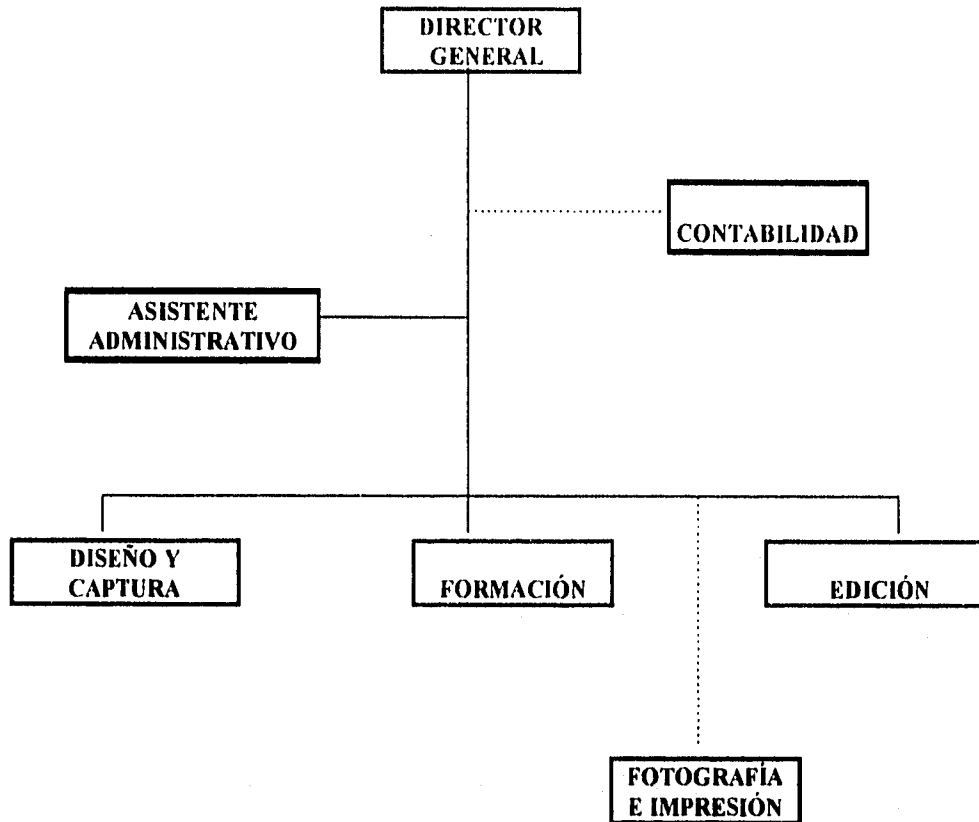 DIRECTOR
GENERAL
CONTABILIDAD
ASISTENTE
ADMINISTRATIVO
DISEÑO Y
CAPTURA
FORMACIÓN
EDICIÓN
FOTOGRAFÍA
E IMPRESIÓN